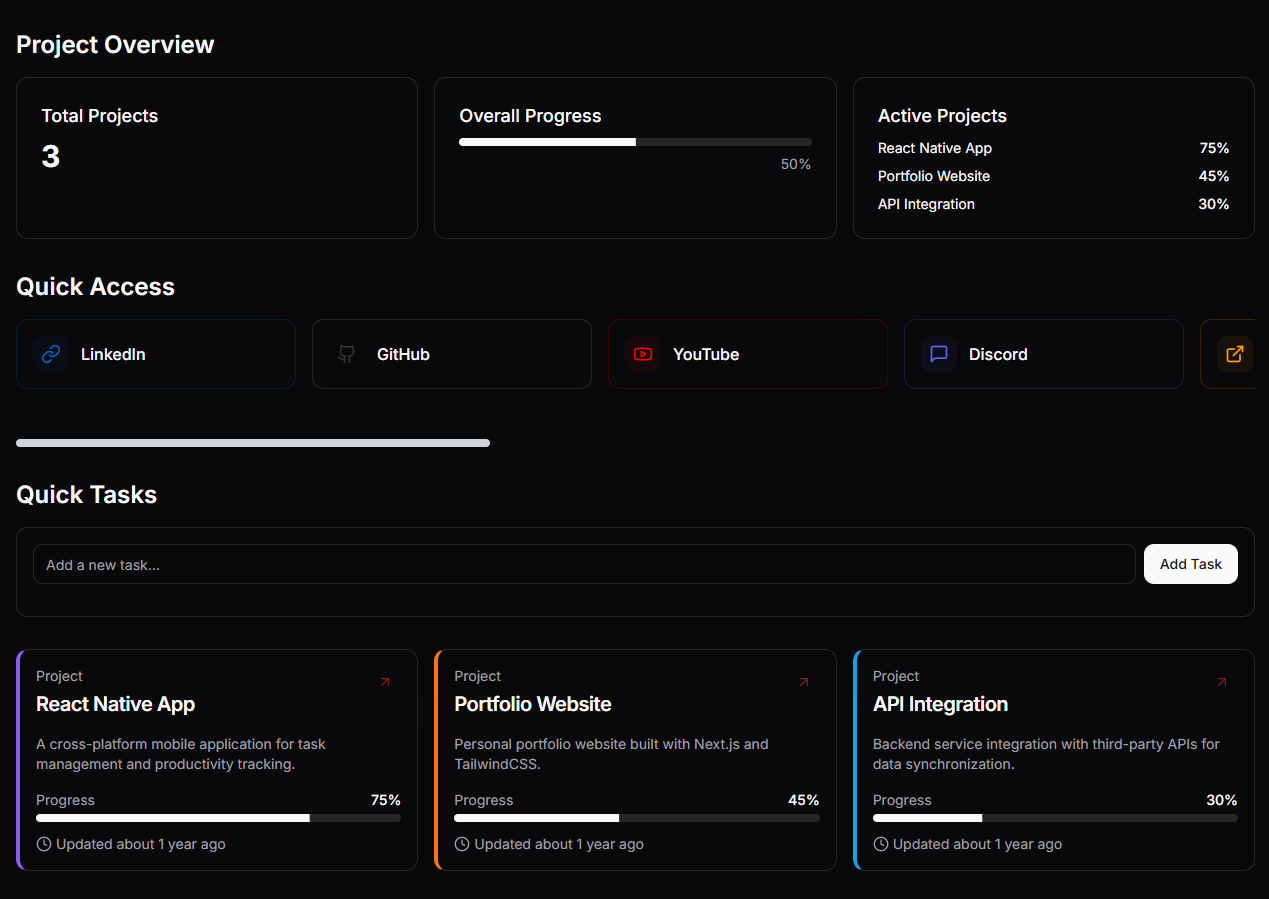 Project Overview
Total Projects
3
Overall Progress
50%
Active Projects
React Native App 75%
Portfolio Website 45%
API Integration 30%
Quick Access
LinkedIn
GitHub
YouTube
Discord
Quick Tasks
Add a new task...
Add Task
Project
React Native App
A cross-platform mobile application for task
management and productivity tracking.
Progress 75%
Updated about 1 year ago
Project
Portfolio Website
Personal portfolio website built with Next.js and
TailwindCSS.
Progress 45%
Updated about 1 year ago
Project
API Integration
Backend service integration with third-party APIs for
data synchronization.
Progress 30%
Updated about 1 year ago